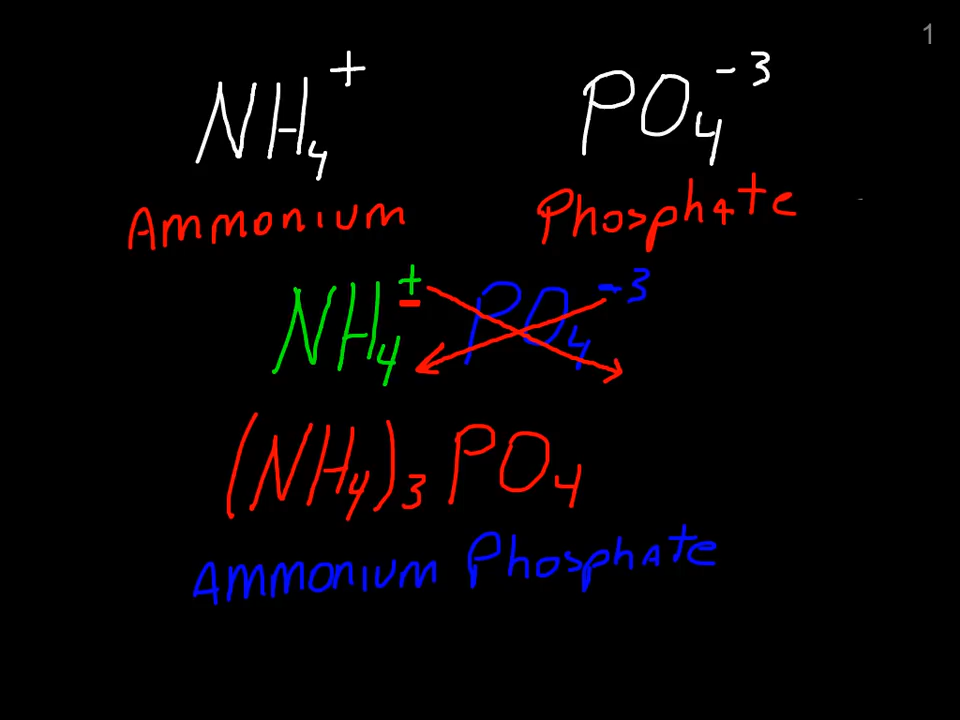 1
NH₄⁺ PO₄⁻³
Ammonium Phosphate
NH₄⁺ PO₄⁻³
(NH₄)₃PO₄
Ammonium Phosphate